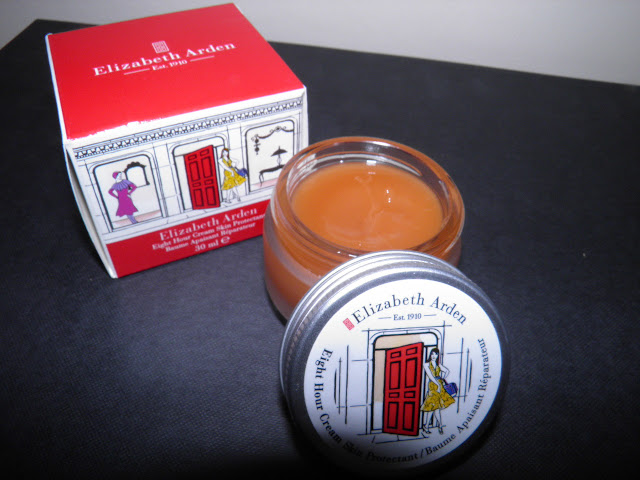 Elizabeth Arden
Est. 1910
Elizabeth Arden
Eight Hour Cream Skin Protectant
Baume Apaisant Réparateur
50 ml e
Elizabeth Arden
Est. 1910
Eight Hour Cream Skin Protectant / Baume Apaisant Réparateur